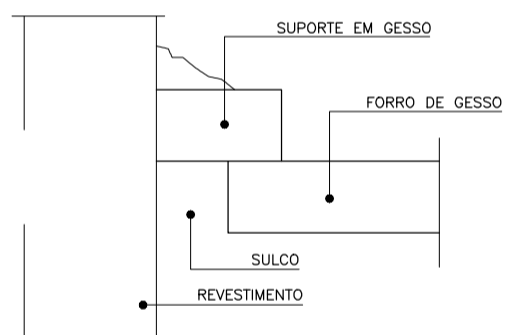 SUPORTE EM GESSO
FORRO DE GESSO
SULCO
REVESTIMENTO